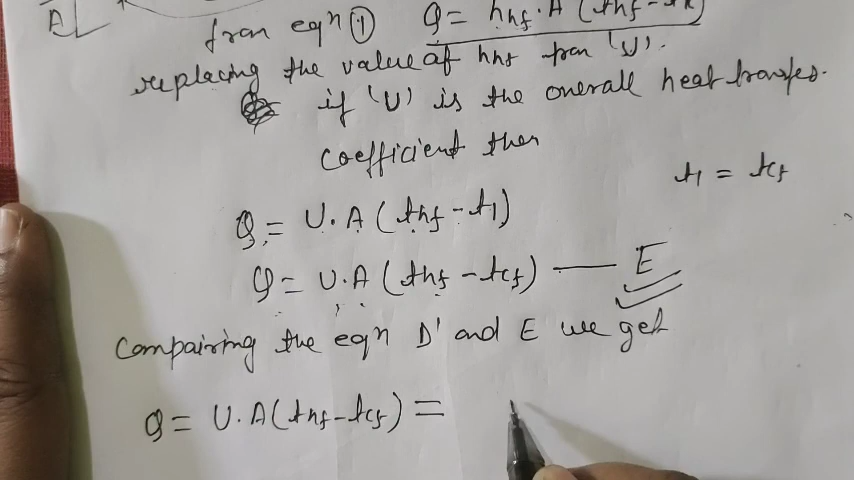 A
from eqn ① Q = hhf·A (thf - t
replacing the value of hhf from 'U'.
if 'U' is the overall heat transfer
coefficient then
t1 = tcf
Q = U.A (thf - t1)
Q = U.A (thf - tcf) — E
Compairing the eqn D' and E we get
Q = U.A (thf - tcf) =